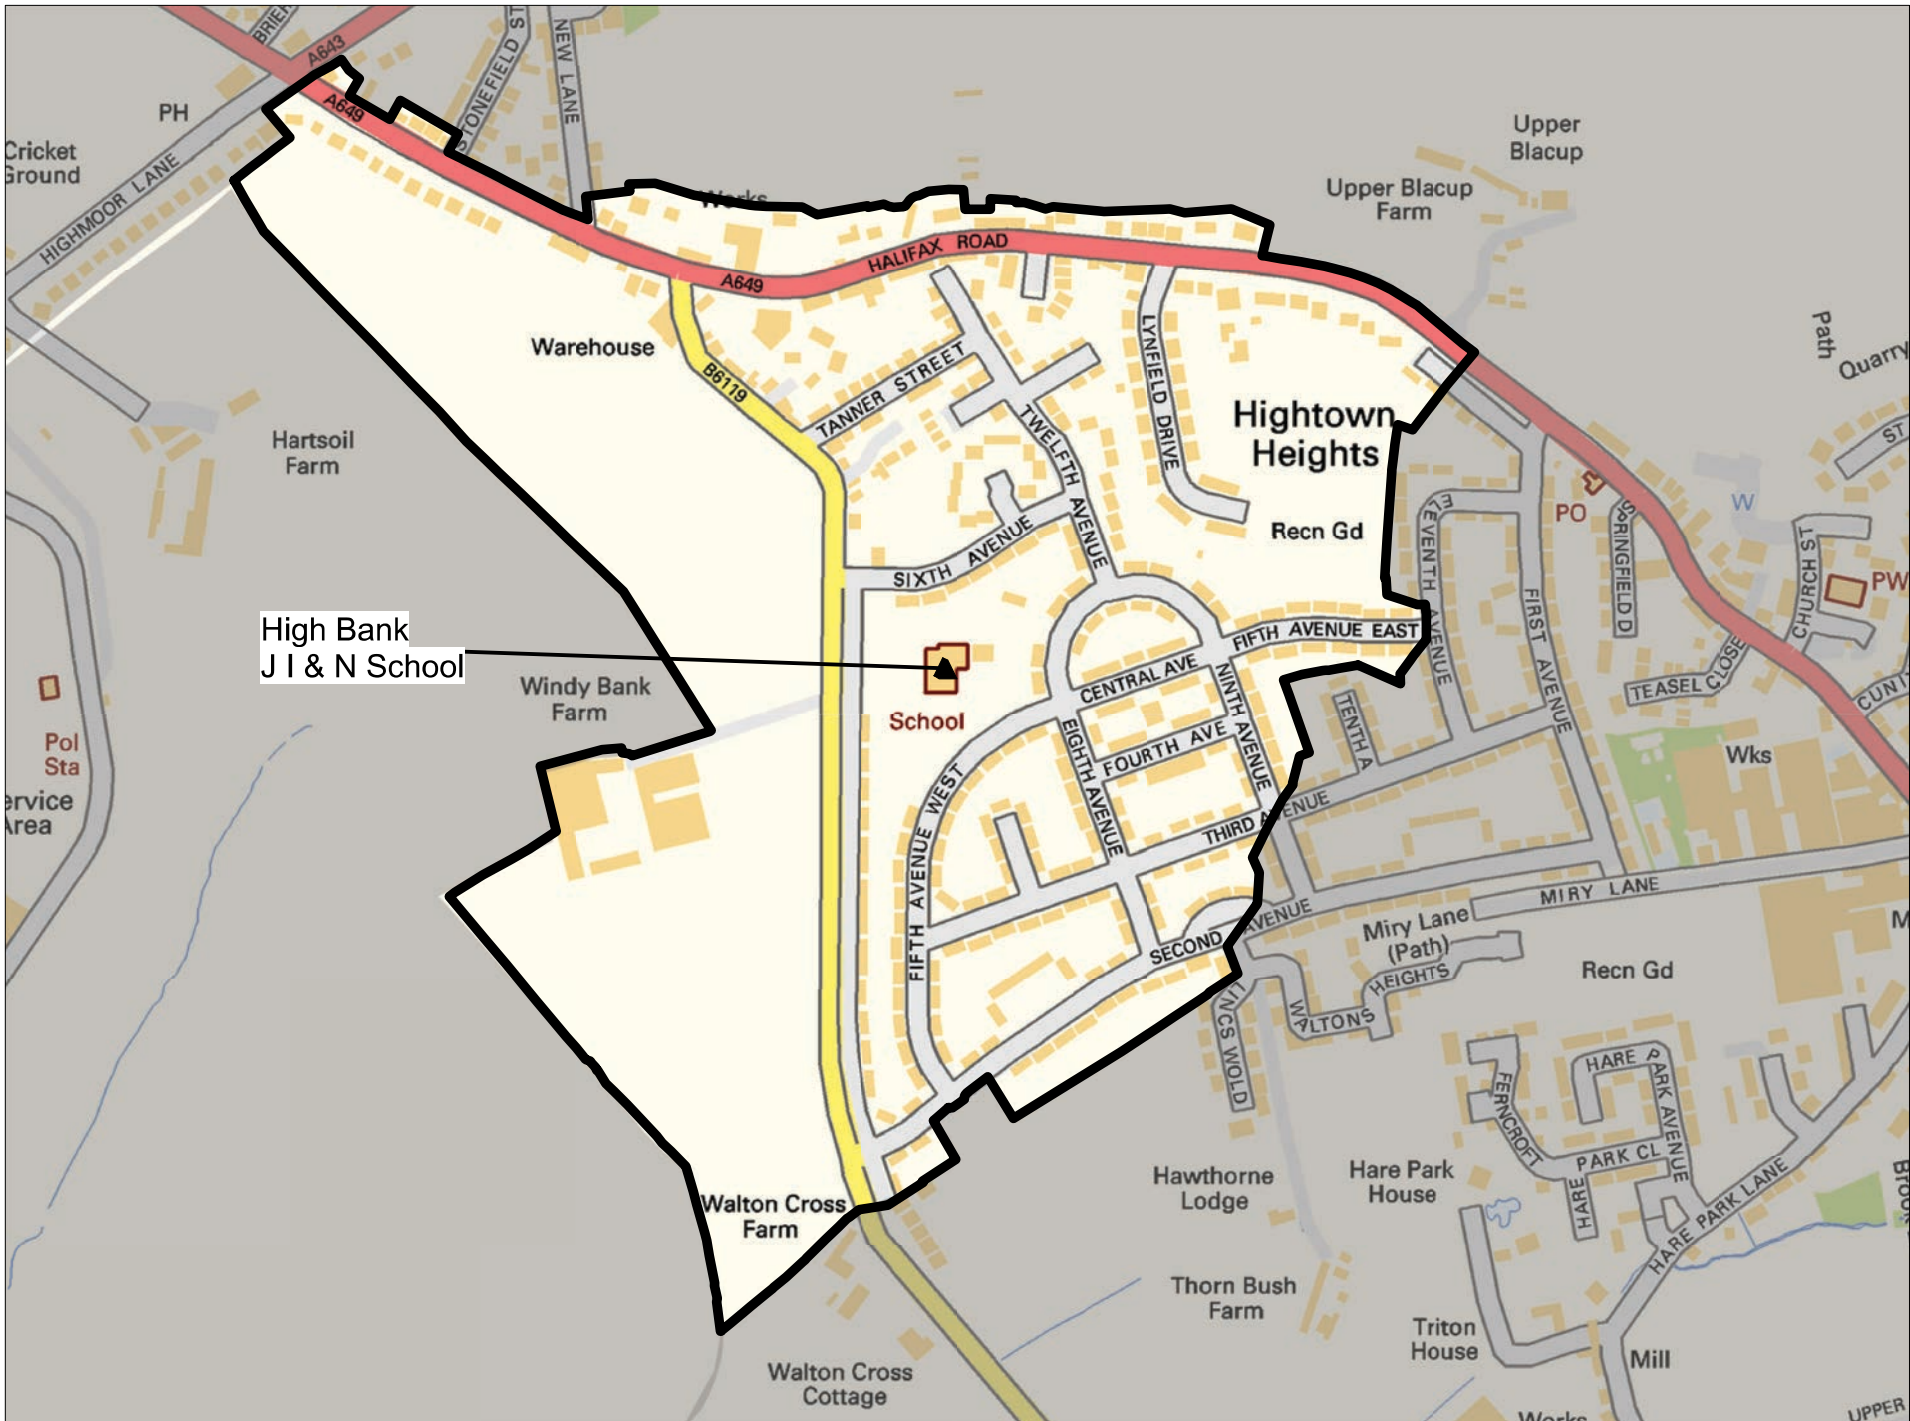 BRIER
A643
STONEFIELD ST
NEW LANE
PH
A649
Cricket
Ground
HIGHMOOR LANE
Works
Upper
Blacup
Upper Blacup
Farm
HALIFAX ROAD
A649
Path
Quarry
Warehouse
B6119
TANNER STREET
LYNFIELD DRIVE
TWELFTH AVENUE
Hightown
Heights
Hartsoil
Farm
ST
W
PO
SPRINGFIELD
ELEVENTH AVENUE
FIRST AVENUE
CHURCH ST
PW
Recn Gd
SIXTH AVENUE
High Bank
J I & N School
FIFTH AVENUE EAST
CENTRAL AVE
NINTH AVENUE
TEASEL CLOSE
CUNI
Windy Bank
Farm
School
TENTH A
EIGHTH AVENUE
FOURTH AVE
Wks
Pol
Sta
ervice
Area
FIFTH AVENUE WEST
THIRD AVENUE
MIRY LANE
SECOND AVENUE
Miry Lane
(Path)
HEIGHTS
WALTONS
Recn Gd
M
LINCS WOLD
HARE PARK AVENUE
FERNCROFT
HARE PARK CL
Hawthorne
Lodge
Hare Park
House
HARE PARK LANE
Broo
Walton Cross
Farm
Thorn Bush
Farm
Triton
House
Mill
Walton Cross
Cottage
Works
UPPER